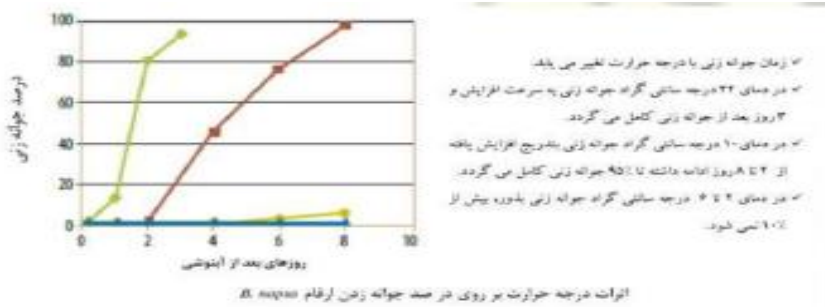 100
80
60
40
20
0
درصد جوانه زنی
0 2 4 6 8 10
روزهای بعد از آبنوشی
✓ زمان جوانه زنی با درجه حرارت تغییر می یابد.
✓ در دمای ۲۲ درجه سانتی گراد جوانه زنی به سرعت افزایش و
۳ روز بعد از جوانه زنی کامل می گردد.
✓ در دمای ۱۰ درجه سانتی گراد جوانه زنی بتدریج افزایش یافته
از ۲ تا ۸ روز ادامه داشته تا ۹۵٪ جوانه زنی کامل می گردد.
✓ در دمای ۲ تا ۶ درجه سانتی گراد جوانه زنی بذور، بیش از
۱۰٪ نمی شود.
اثرات درجه حرارت بر روی در صد جوانه زدن ارقام B. napus